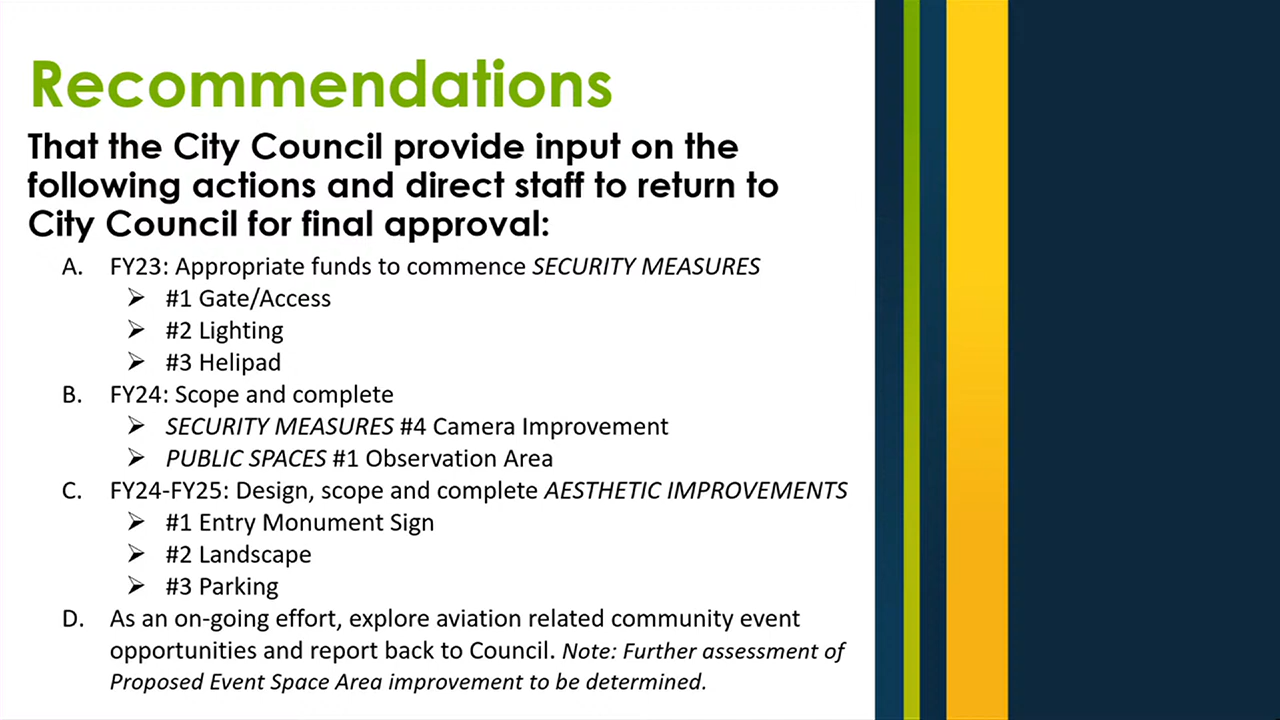 Recommendations
That the City Council provide input on the
following actions and direct staff to return to
City Council for final approval:
A. FY23: Appropriate funds to commence SECURITY MEASURES
➢ #1 Gate/Access
➢ #2 Lighting
➢ #3 Helipad
B. FY24: Scope and complete
➢ SECURITY MEASURES #4 Camera Improvement
➢ PUBLIC SPACES #1 Observation Area
C. FY24-FY25: Design, scope and complete AESTHETIC IMPROVEMENTS
➢ #1 Entry Monument Sign
➢ #2 Landscape
➢ #3 Parking
D. As an on-going effort, explore aviation related community event
opportunities and report back to Council. Note: Further assessment of
Proposed Event Space Area improvement to be determined.